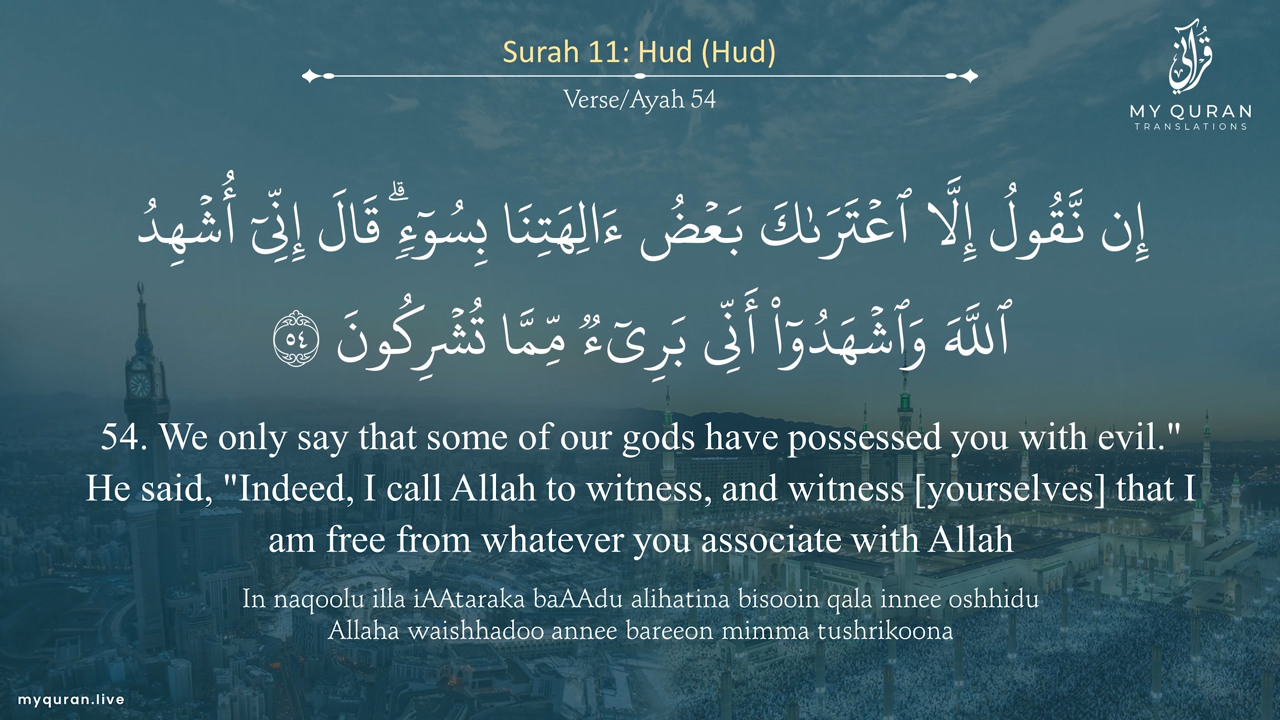 Surah 11: Hud (Hud)
Verse/Ayah 54
قرآني
MY QURAN
TRANSLATIONS
إِن نَّقُولُ إِلَّا ٱعْتَرَىٰكَ بَعْضُ ءَالِهَتِنَا بِسُوٓءٍۢ ۗ قَالَ إِنِّىٓ أُشْهِدُ
ٱللَّهَ وَٱشْهَدُوٓا۟ أَنِّى بَرِىٓءٌۭ مِّمَّا تُشْرِكُونَ ٥٤
54. We only say that some of our gods have possessed you with evil."
He said, "Indeed, I call Allah to witness, and witness [yourselves] that I
am free from whatever you associate with Allah
In naqoolu illa iAAtaraka baAAdu alihatina bisooin qala innee oshhidu
Allaha waishhadoo annee bareeon mimma tushrikoona
myquran.live